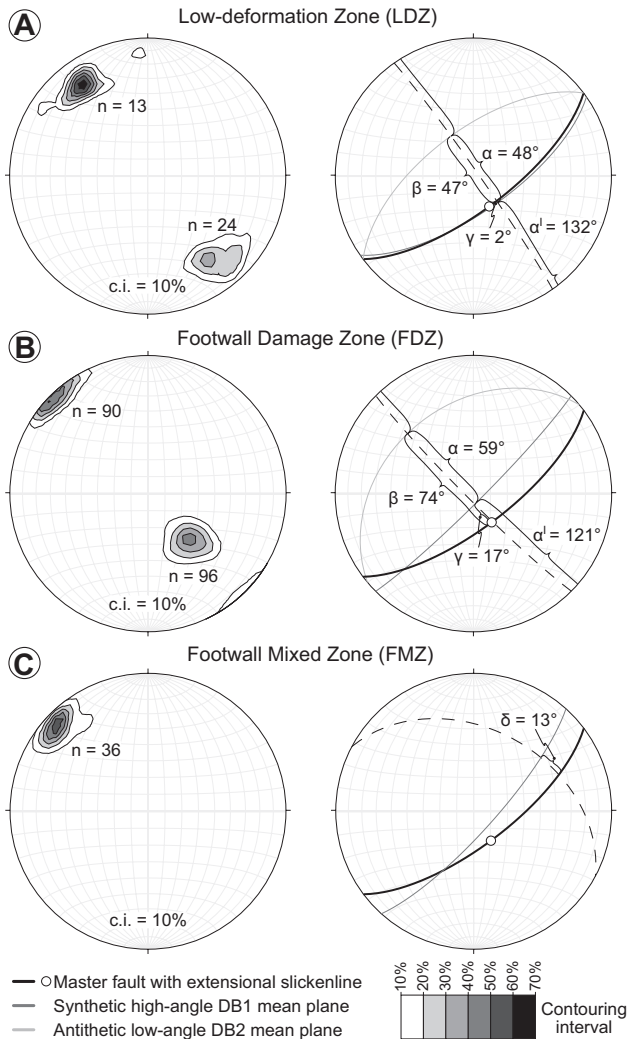 A
Low-deformation Zone (LDZ)
n = 13
n = 24
c.i. = 10%
α = 48°
β = 47°
γ = 2°
αᴵ = 132°
B
Footwall Damage Zone (FDZ)
n = 90
n = 96
c.i. = 10%
α = 59°
β = 74°
γ = 17°
αᴵ = 121°
C
Footwall Mixed Zone (FMZ)
n = 36
c.i. = 10%
δ = 13°
Master fault with extensional slickenline
Synthetic high-angle DB1 mean plane
Antithetic low-angle DB2 mean plane
10%
20%
30%
40%
50%
60%
70%
Contouring
interval